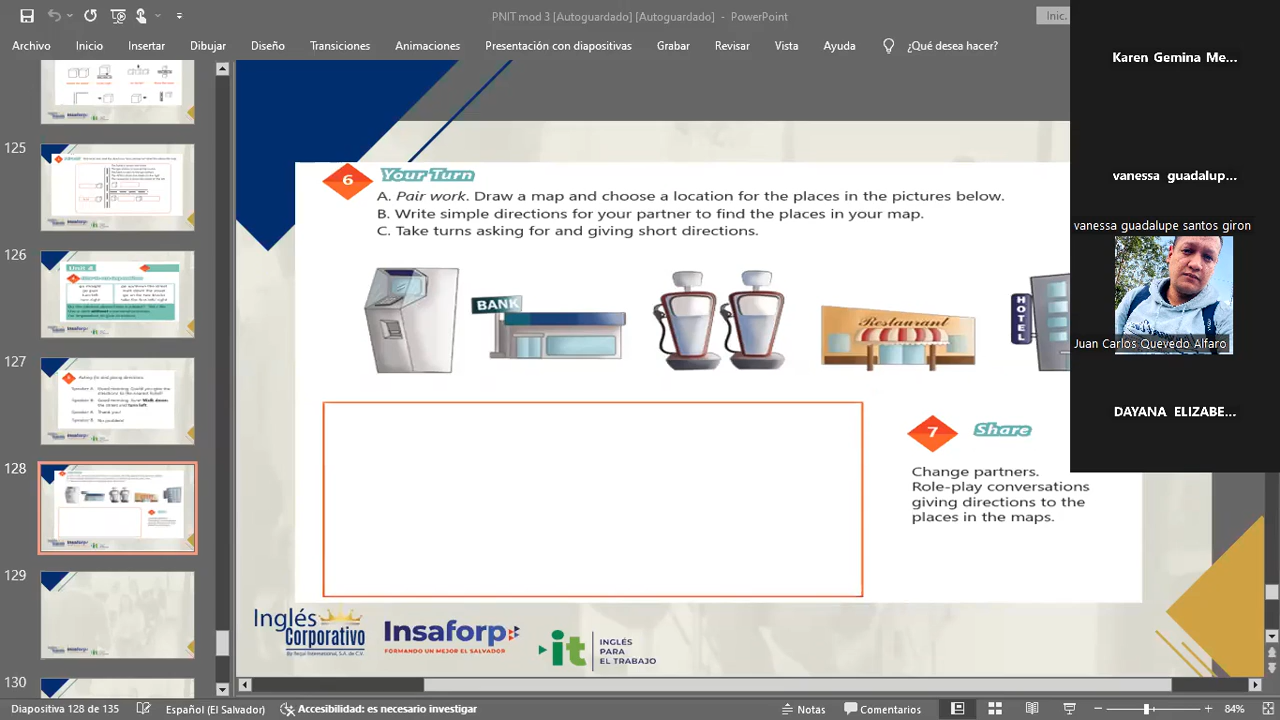 PNIT mod 3 [Autoguardado] [Autoguardado] - PowerPoint
Inic.
Archivo Inicio Insertar Dibujar Diseño Transiciones Animaciones Presentación con diapositivas Grabar Revisar Vista Ayuda ¿Qué desea hacer?
Karen Gemina Me...
vanessa guadalup...
vanessa guadalupe santos giron
Juan Carlos Quevedo Alfaro
DAYANA ELIZABE...
125
126
Unit 4
127
128
129
130
6 Your Turn
A. Pair work. Draw a map and choose a location for the places in the pictures below.
B. Write simple directions for your partner to find the places in your map.
C. Take turns asking for and giving short directions.
BANK
Restaurant
HOTEL
7 Share
Change partners.
Role-play conversations
giving directions to the
places in the maps.
Inglés
Corporativo
Insaforp
FORMANDO UN MEJOR EL SALVADOR
it
INGLÉS
PARA
EL TRABAJO
Diapositiva 128 de 135 Español (El Salvador) Accesibilidad: es necesario investigar Notas Comentarios 84%